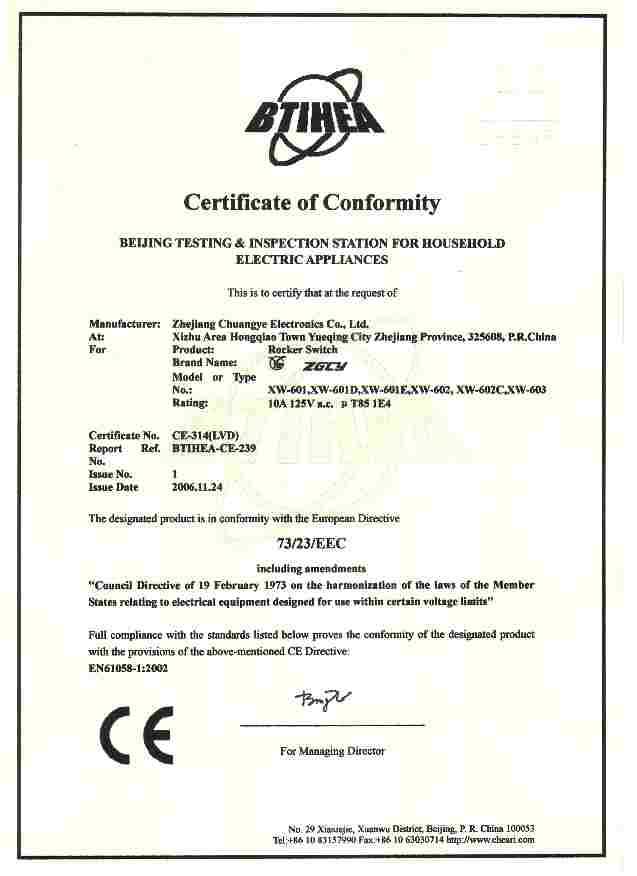 BTIHEA
Certificate of Conformity
BEIJING TESTING & INSPECTION STATION FOR HOUSEHOLD
ELECTRIC APPLIANCES
This is to certify that at the request of
Manufacturer: Zhejiang Chuangye Electronics Co., Ltd.
At: Xizhu Area Hongqiao Town Yueqing City Zhejiang Province, 325608, P.R.China
For Product: Rocker Switch
Brand Name: ZGCY
Model or Type
No.: XW-601,XW-601D,XW-601E,XW-602, XW-602C,XW-603
Rating: 10A 125V a.c. μ T85 1E4
Certificate No. CE-314(LVD)
Report Ref. BTIHEA-CE-239
No.
Issue No. 1
Issue Date 2006.11.24
The designated product is in conformity with the European Directive
73/23/EEC
including amendments
"Council Directive of 19 February 1973 on the harmonization of the laws of the Member
States relating to electrical equipment designed for use within certain voltage limits"
Full compliance with the standards listed below proves the conformity of the designated product
with the provisions of the above-mentioned CE Directive:
EN61058-1:2002
CE
For Managing Director
No. 29 Xiaxiejie, Xuanwu District, Beijing, P. R. China 100053
Tel:+86 10 83157990 Fax:+86 10 63030714 http://www.cheari.com